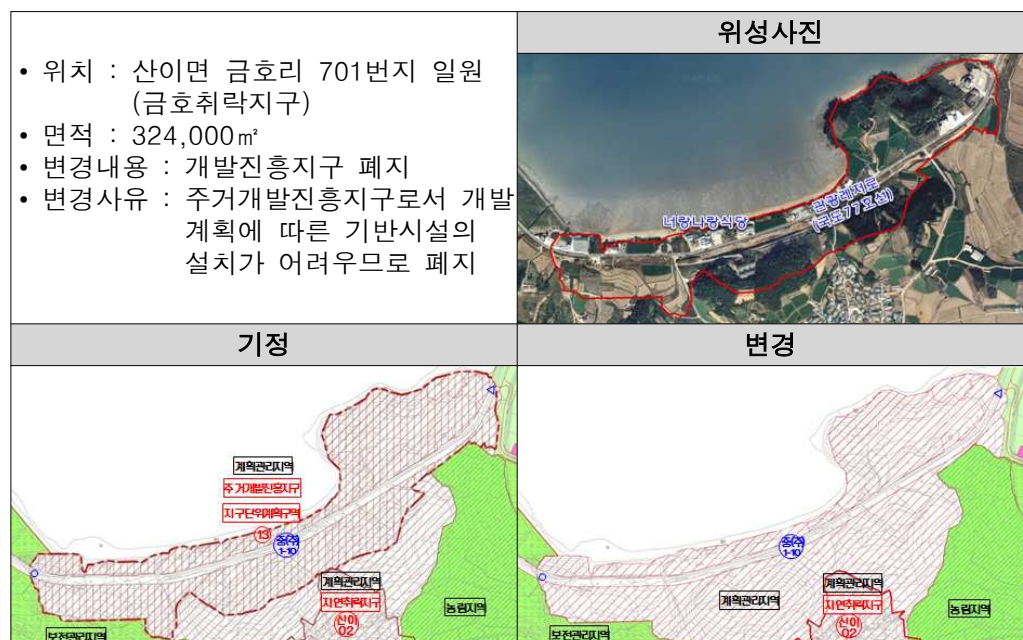 위성사진
• 위치 : 산이면 금호리 701번지 일원
(금호취락지구)
• 면적 : 324,000㎡
• 변경내용 : 개발진흥지구 폐지
• 변경사유 : 주거개발진흥지구로서 개발
계획에 따른 기반시설의
설치가 어려우므로 폐지
너랑나랑식당
관광레저로
(국도77호선)
기정
변경
계획관리지역
주거개발진흥지구
지구단위계획구역
13
중(주)
1-10
계획관리지역
자연취락지구
산이
02
농림지역
보전관리지역
중(주)
1-10
계획관리지역
계획관리지역
자연취락지구
산이
02
농림지역
보전관리지역